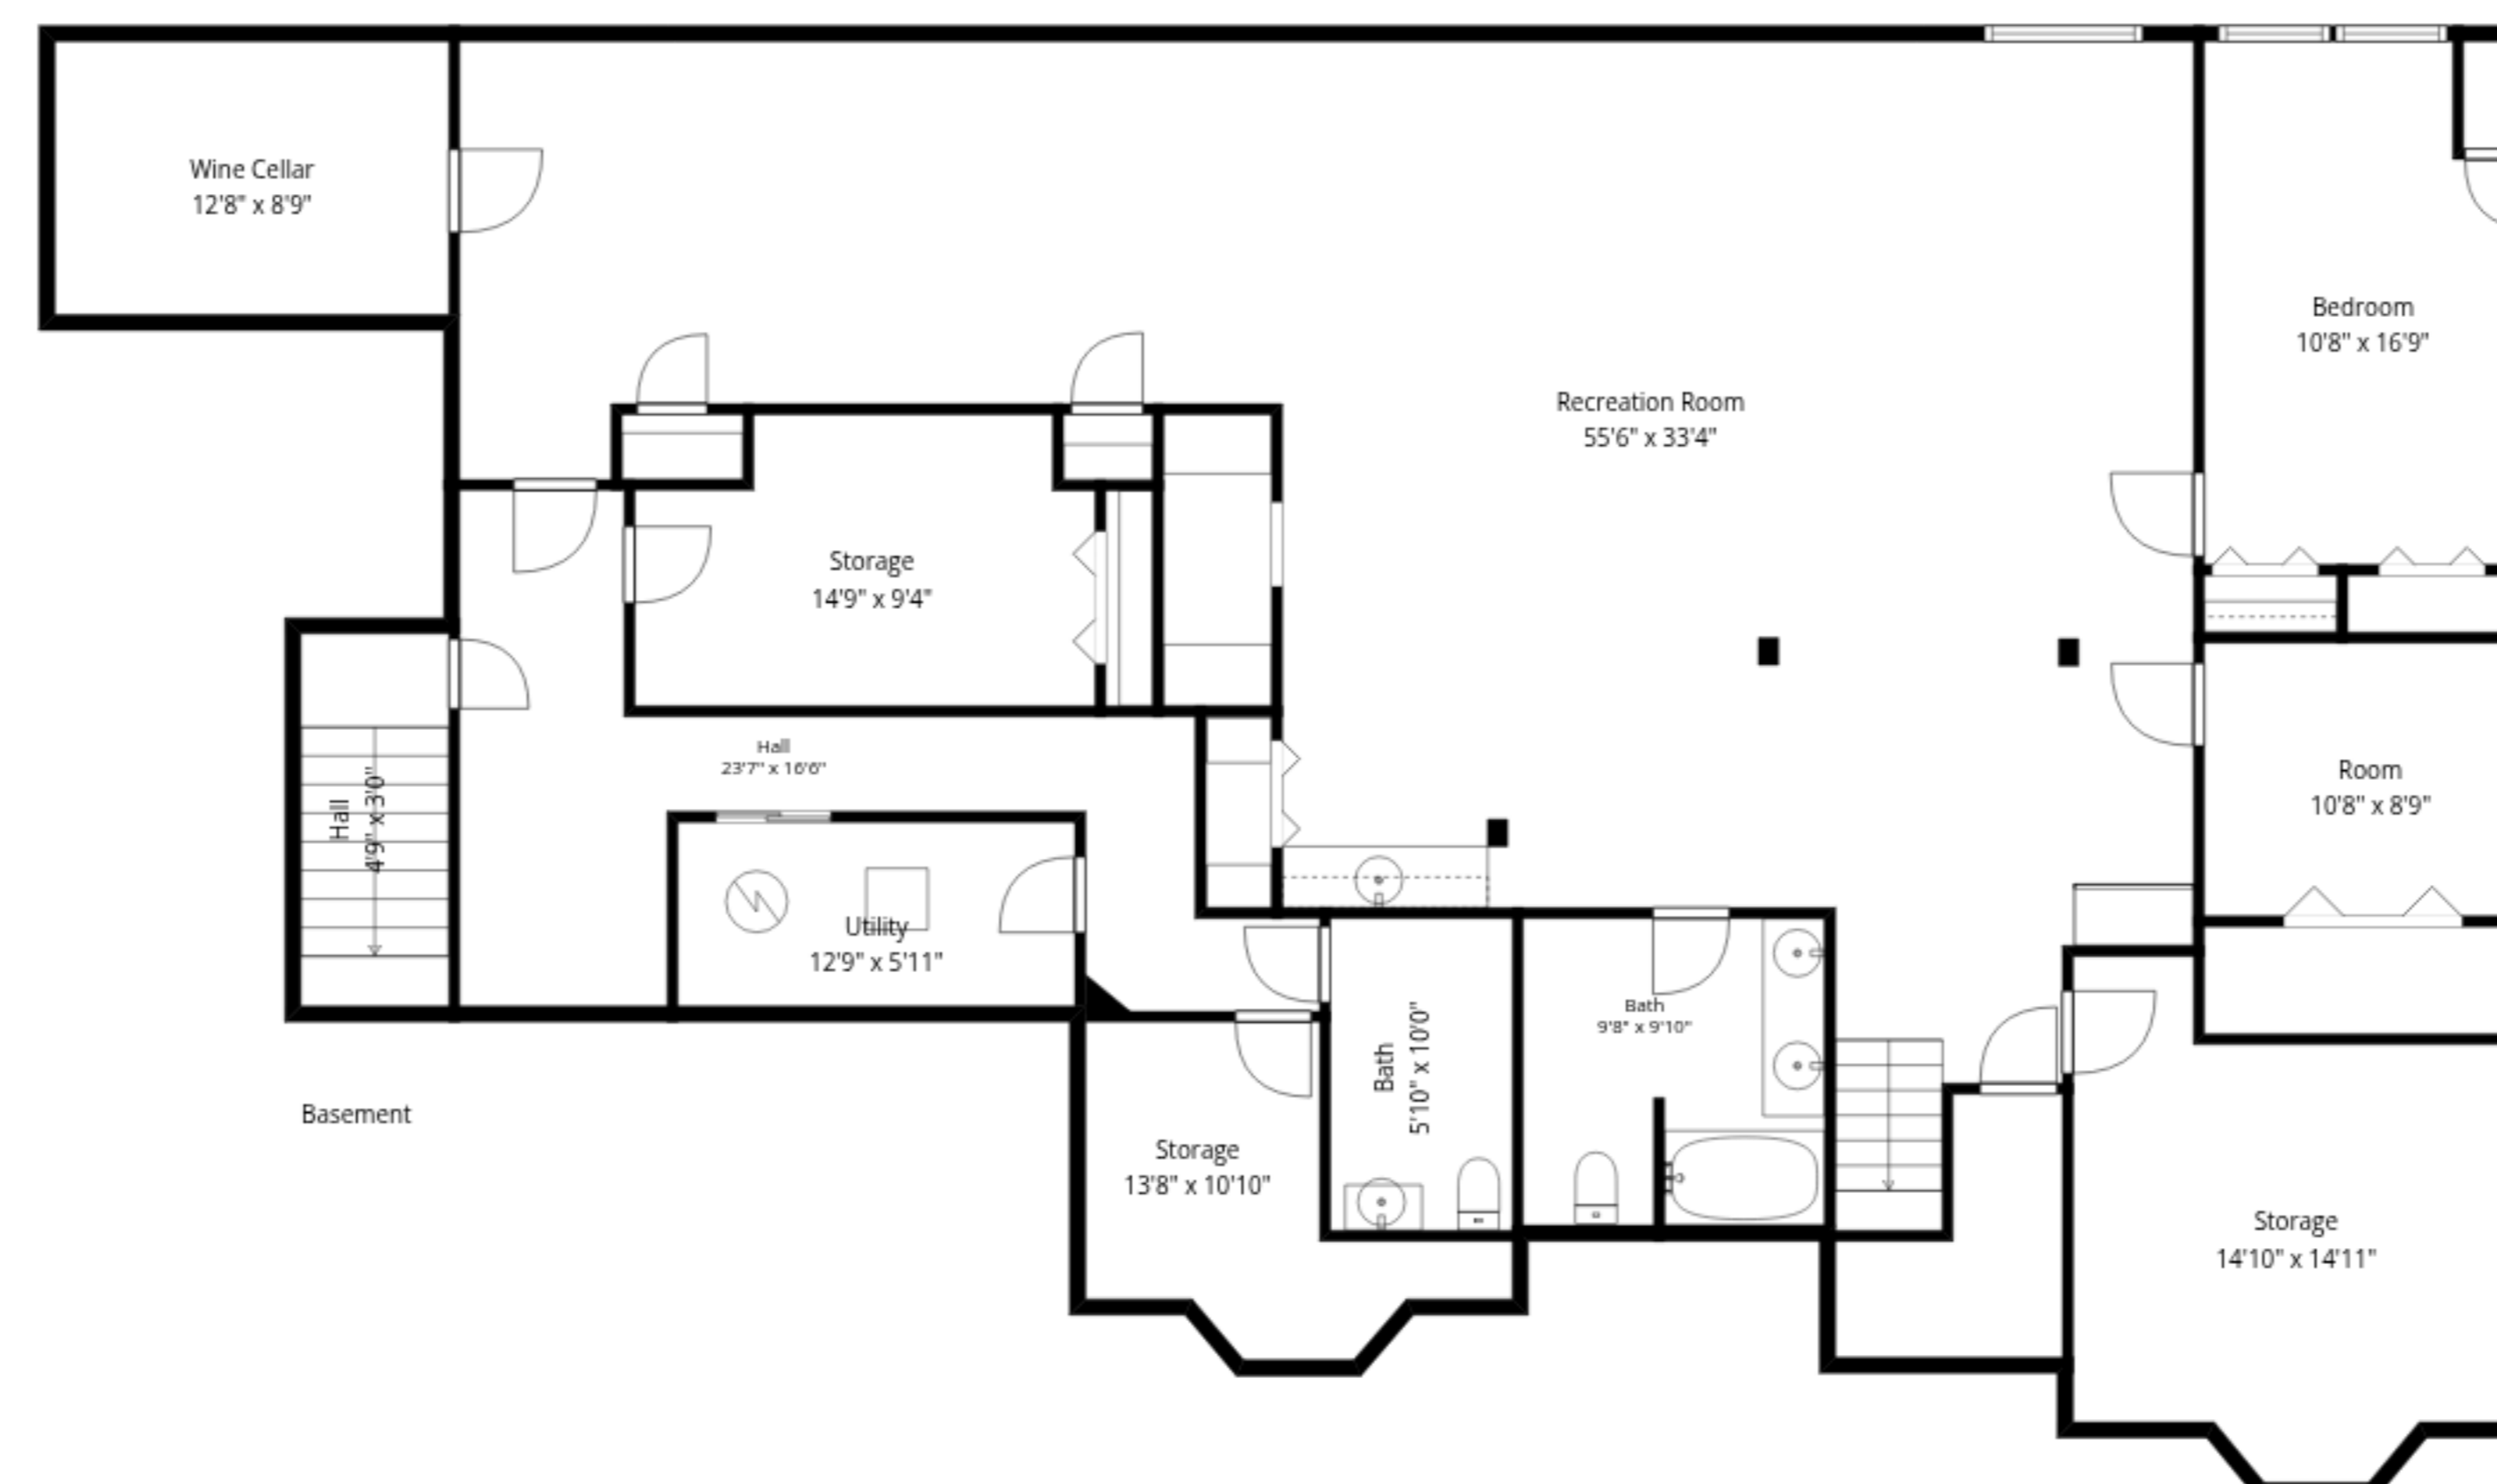 Wine Cellar
12'8" x 8'9"
Bedroom
10'8" x 16'9"
Recreation Room
55'6" x 33'4"
Storage
14'9" x 9'4"
Hall
23'7" x 16'6"
Room
10'8" x 8'9"
Hall
4'9" x 3'0"
Utility
12'9" x 5'11"
Bath
9'8" x 9'10"
Bath
5'10" x 10'0"
Basement
Storage
13'8" x 10'10"
Storage
14'10" x 14'11"